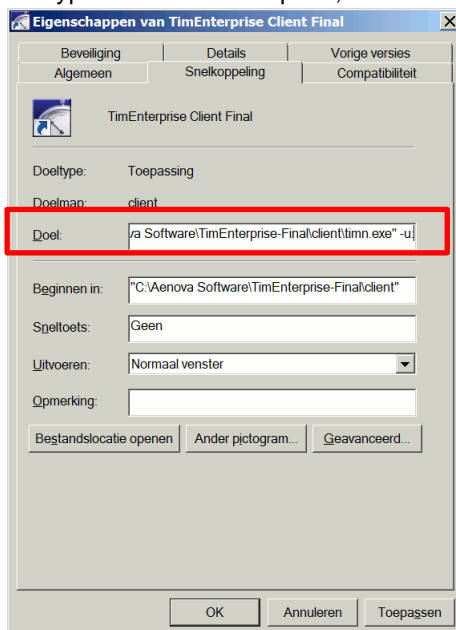 Eigenschappen van TimEnterprise Client Final
Beveiliging Details Vorige versies
Algemeen Snelkoppeling Compatibiliteit
TimEnterprise Client Final
Doeltype: Toepassing
Doelmap: client
Doel: va Software\TimEnterprise-Final\client\timn.exe" -u:
Beginnen in: "C:\Aenova Software\TimEnterprise-Final\client"
Sneltoets: Geen
Uitvoeren: Normaal venster
Opmerking:
Bestandslocatie openen Ander pictogram... Geavanceerd...
OK Annuleren Toepassen